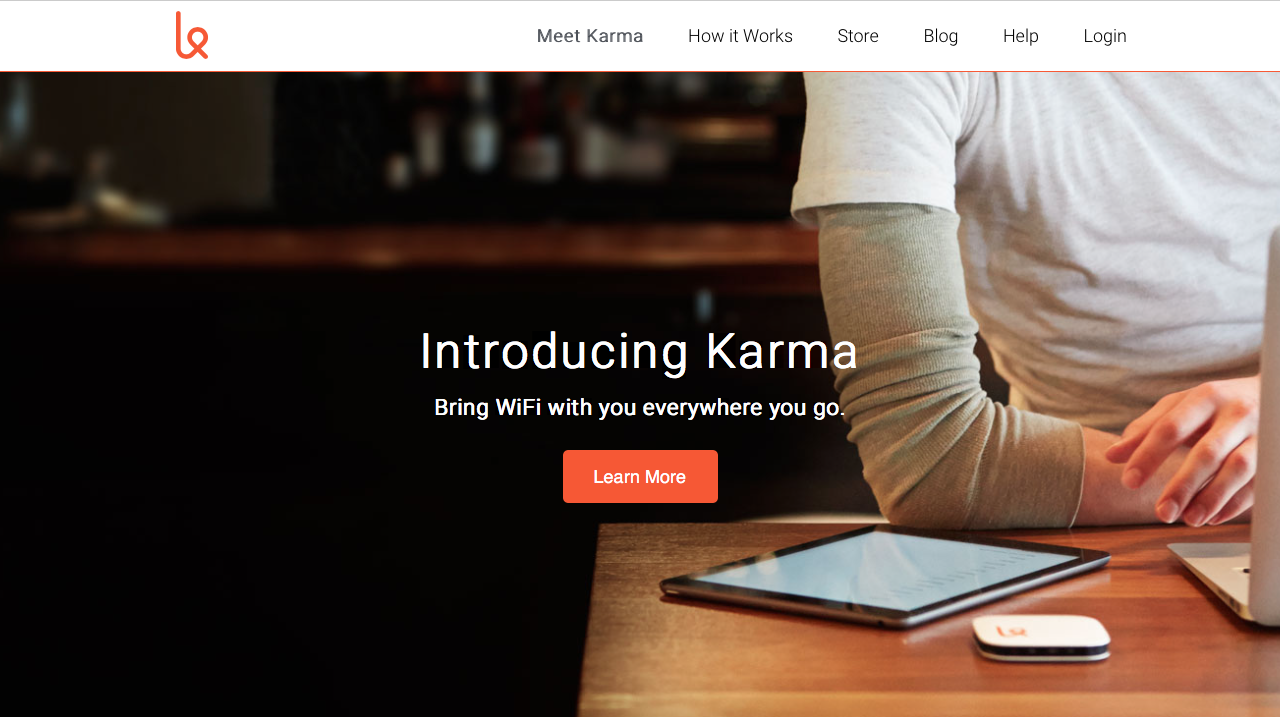 Meet Karma How it Works Store Blog Help Login
Introducing Karma
Bring WiFi with you everywhere you go.
Learn More